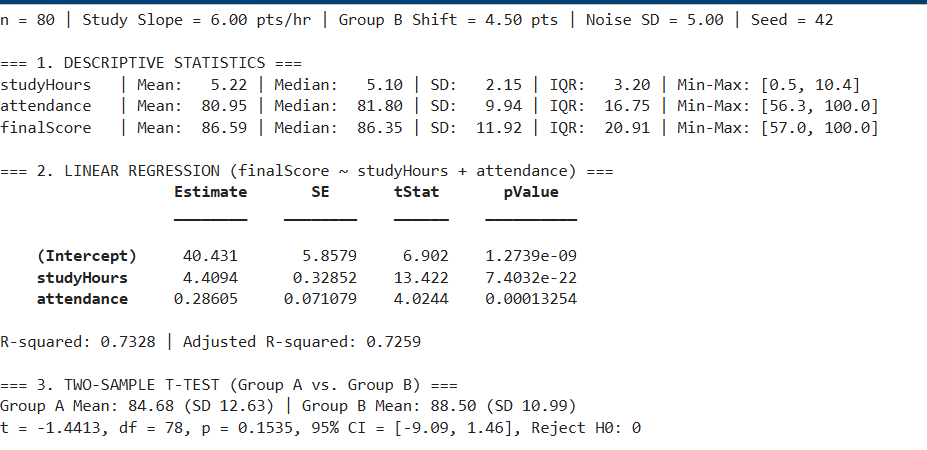 n = 80 | Study Slope = 6.00 pts/hr | Group B Shift = 4.50 pts | Noise SD = 5.00 | Seed = 42
=== 1. DESCRIPTIVE STATISTICS ===
studyHours   | Mean:   5.22 | Median:   5.10 | SD:   2.15 | IQR:   3.20 | Min-Max: [0.5, 10.4]
attendance   | Mean:  80.95 | Median:  81.80 | SD:   9.94 | IQR:  16.75 | Min-Max: [56.3, 100.0]
finalScore   | Mean:  86.59 | Median:  86.35 | SD:  11.92 | IQR:  20.91 | Min-Max: [57.0, 100.0]
=== 2. LINEAR REGRESSION (finalScore ~ studyHours + attendance) ===
Estimate SE tStat pValue
(Intercept) 40.431 5.8579 6.902 1.2739e-09
studyHours 4.4094 0.32852 13.422 7.4032e-22
attendance 0.28605 0.071079 4.0244 0.00013254
R-squared: 0.7328 | Adjusted R-squared: 0.7259
=== 3. TWO-SAMPLE T-TEST (Group A vs. Group B) ===
Group A Mean: 84.68 (SD 12.63) | Group B Mean: 88.50 (SD 10.99)
t = -1.4413, df = 78, p = 0.1535, 95% CI = [-9.09, 1.46], Reject H0: 0